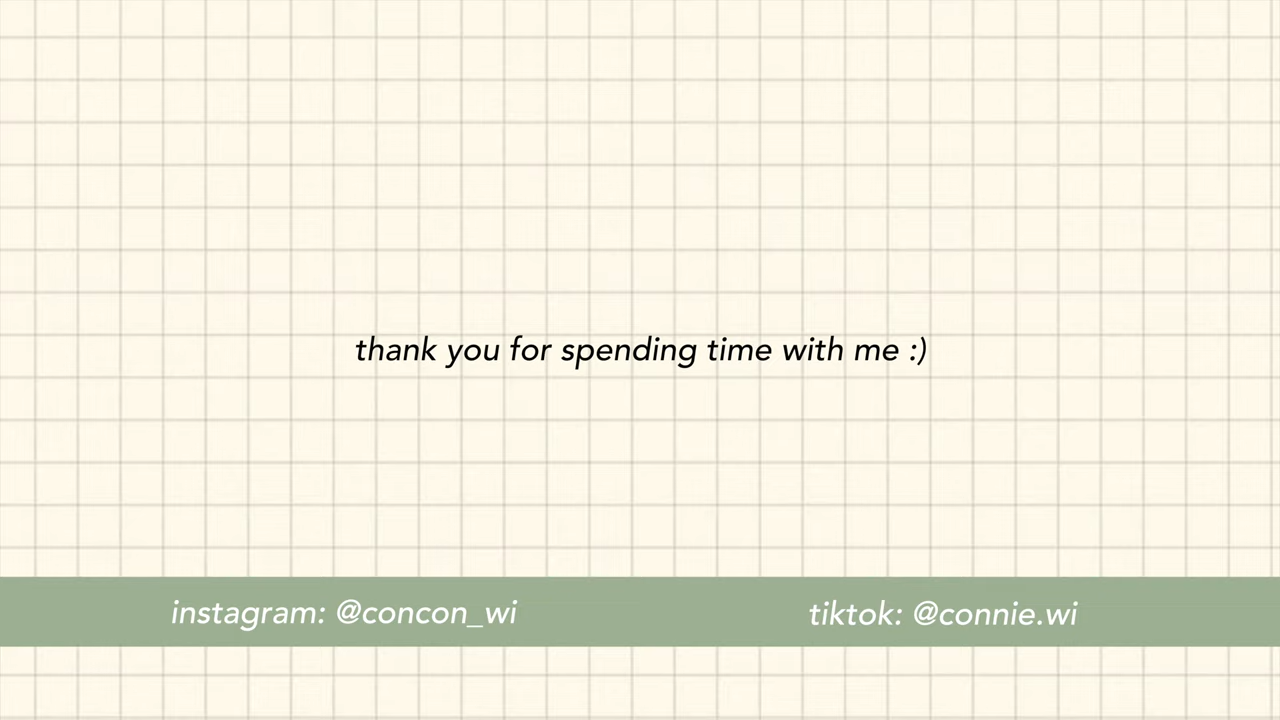 thank you for spending time with me :)
instagram: @concon_wi
tiktok: @connie.wi